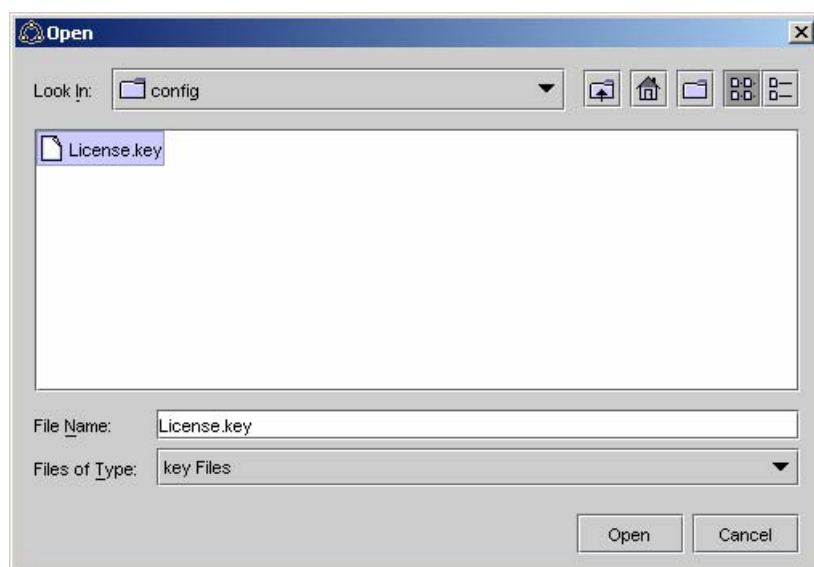 Open
Look In: config
License.key
File Name: License.key
Files of Type: key Files
Open Cancel